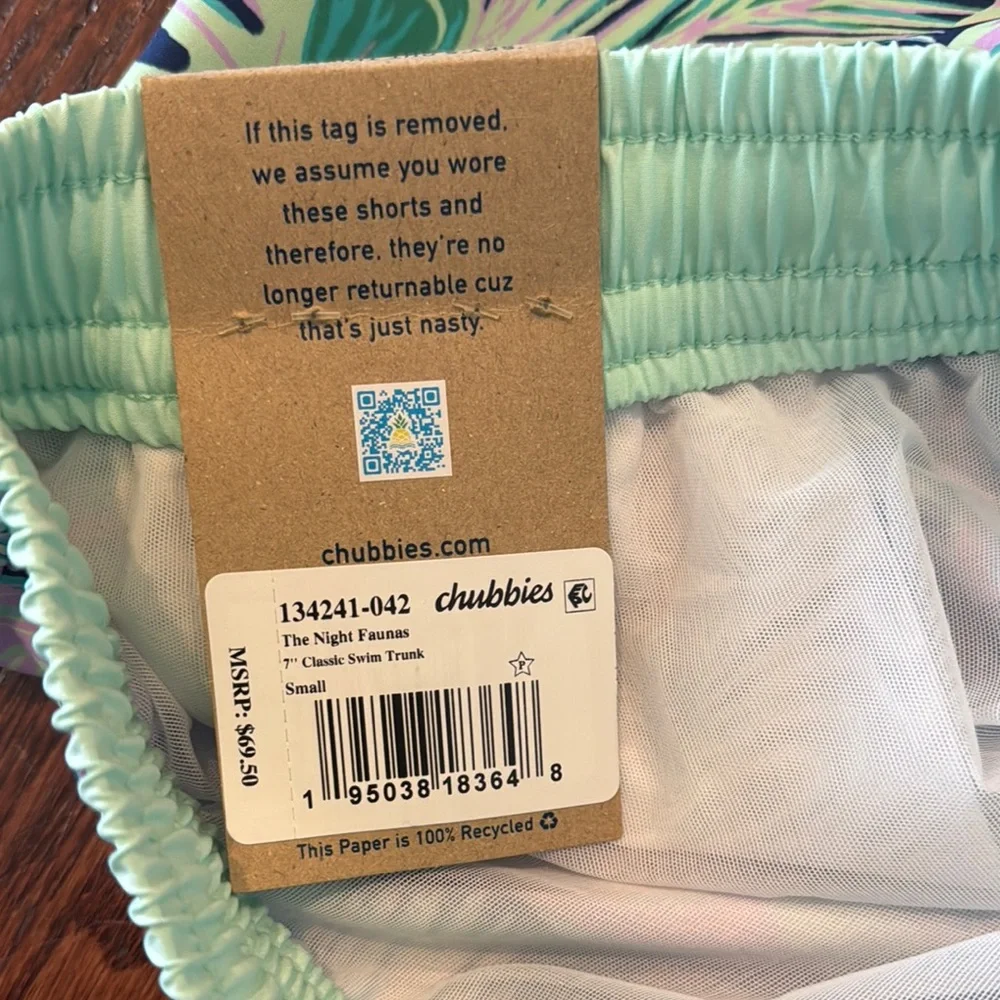 If this tag is removed,
we assume you wore
these shorts and
therefore, they're no
longer returnable cuz
that's just nasty.
chubbies.com
134241-042 chubbies
The Night Faunas
7" Classic Swim Trunk
P
Small
MSRP: $69.50
1 95038 18364 8
This Paper is 100% Recycled